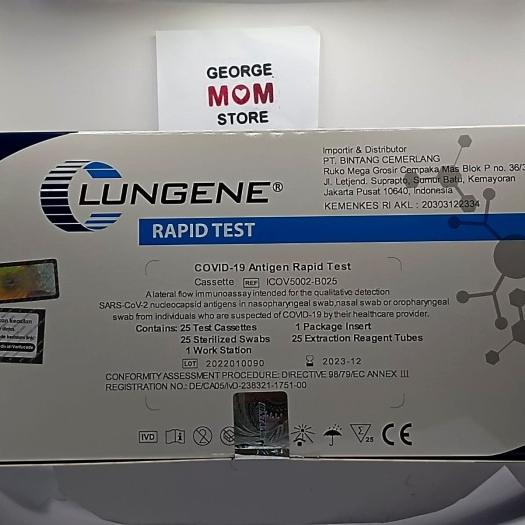 GEORGE
MOM
STORE
Importir & Distributor
PT. BINTANG CEMERLANG
Ruko Mega Grosir Cempaka Mas Blok P no. 36/3
Jl. Letjend. Suprapto, Sumur Batu, Kemayoran
Jakarta Pusat 10640, Indonesia
KEMENKES RI AKL : 20303122334
CLUNGENE®
RAPID TEST
COVID-19 Antigen Rapid Test
Cassette REF ICOV5002-B025
A lateral flow immunoassay intended for the qualitative detection
SARS-CoV-2 nucleocapsid antigens in nasopharyngeal swab,nasal swab or oropharyngeal
swab from individuals who are suspected of COVID-19 by their healthcare provider.
Contains: 25 Test Cassettes 1 Package Insert
25 Sterilized Swabs 25 Extraction Reagent Tubes
1 Work Station
LOT 2022010090 2023-12
CONFORMITY ASSESSMENT PROCEDURE: DIRECTIVE 98/79/EC ANNEX III
REGISTRATION NO.: DE/CA05/IVD-238321-1751-00
IVD 25 CE